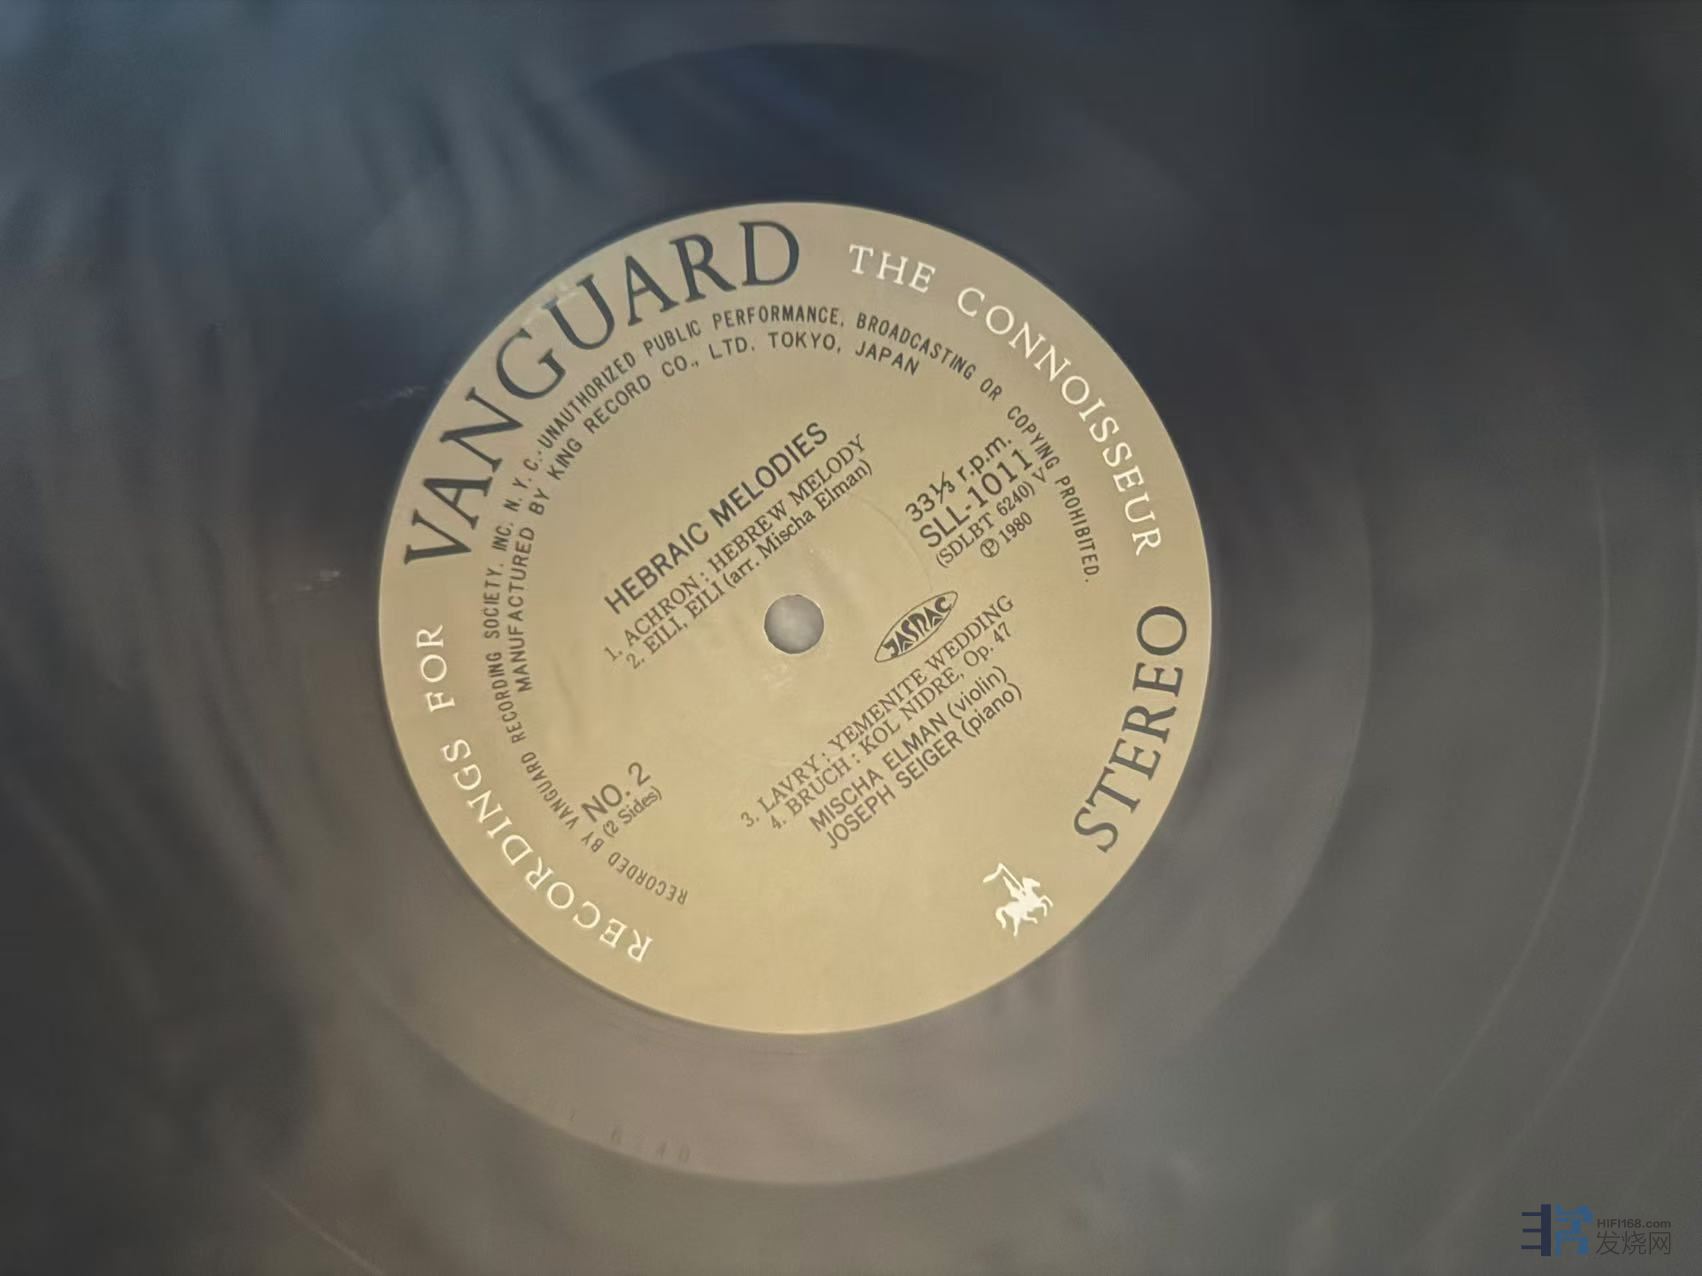 RECORDINGS FOR VANGUARD THE CONNOISSEUR
STEREO
RECORDED BY VANGUARD RECORDING SOCIETY, INC. N. Y. C.·UNAUTHORIZED PUBLIC PERFORMANCE, BROADCASTING OR COPYING PROHIBITED.
MANUFACTURED BY KING RECORD CO., LTD. TOKYO, JAPAN
HEBRAIC MELODIES
1. ACHRON : HEBREW MELODY
2. EILI, EILI (arr. Mischa Elman)
33⅓ r.p.m.
SLL-1011
(SDLBT 6240) V
Ⓟ 1980
JASRAC
NO. 2
(2 Sides)
3. LAVRY : YEMENITE WEDDING
4. BRUCH : KOL NIDRE, Op. 47
MISCHA ELMAN (violin)
JOSEPH SEIGER (piano)
HIFI168.com
发烧网